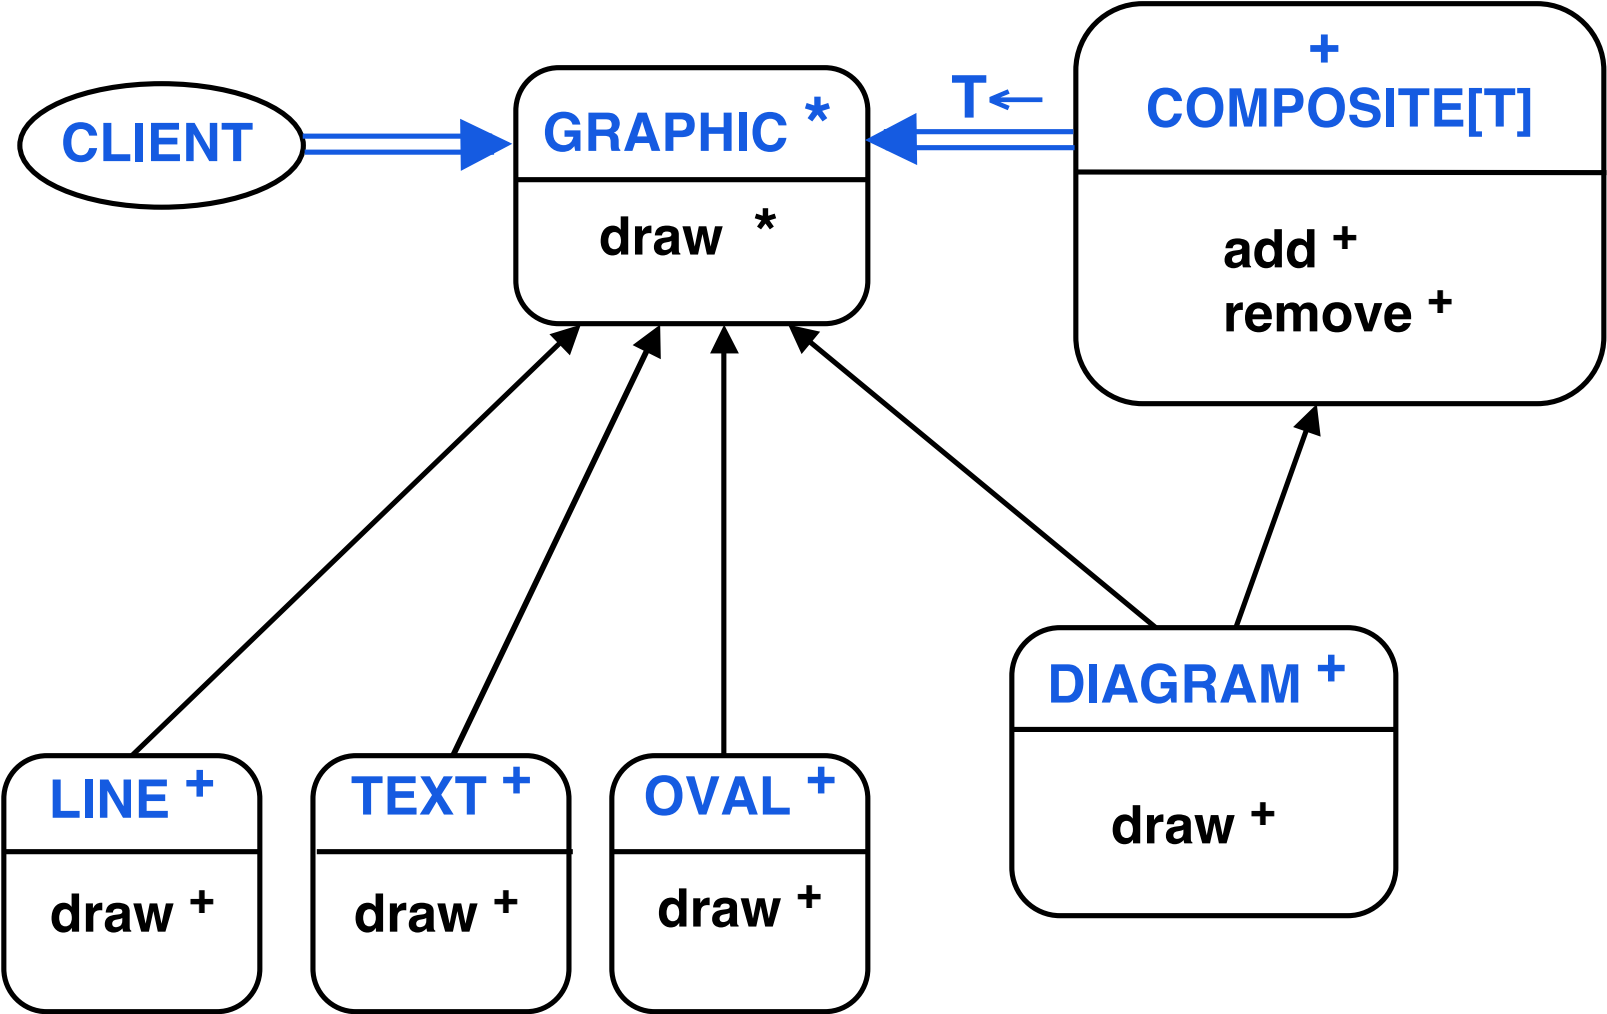 CLIENT
GRAPHIC *
draw *
T←
+
COMPOSITE[T]
add +
remove +
LINE +
draw +
TEXT +
draw +
OVAL +
draw +
DIAGRAM +
draw +